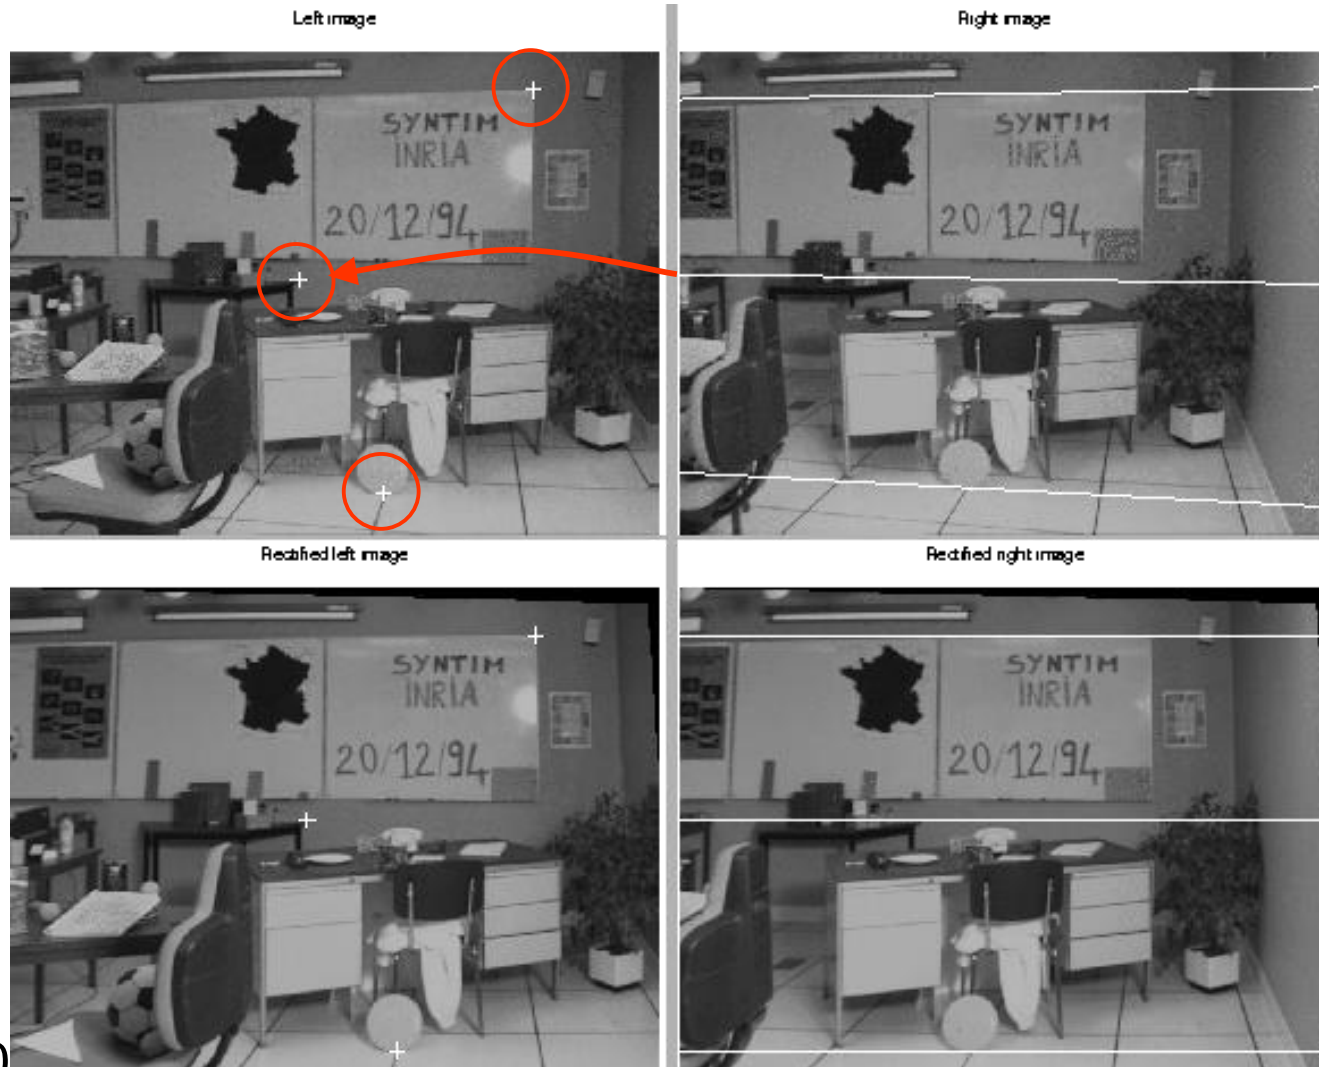 Left image
Right image
SYNTIM
INRIA
20/12/94
SYNTIM
INRIA
20/12/94
Rectified left image
Rectified right image
SYNTIM
INRIA
20/12/94
SYNTIM
INRIA
20/12/94